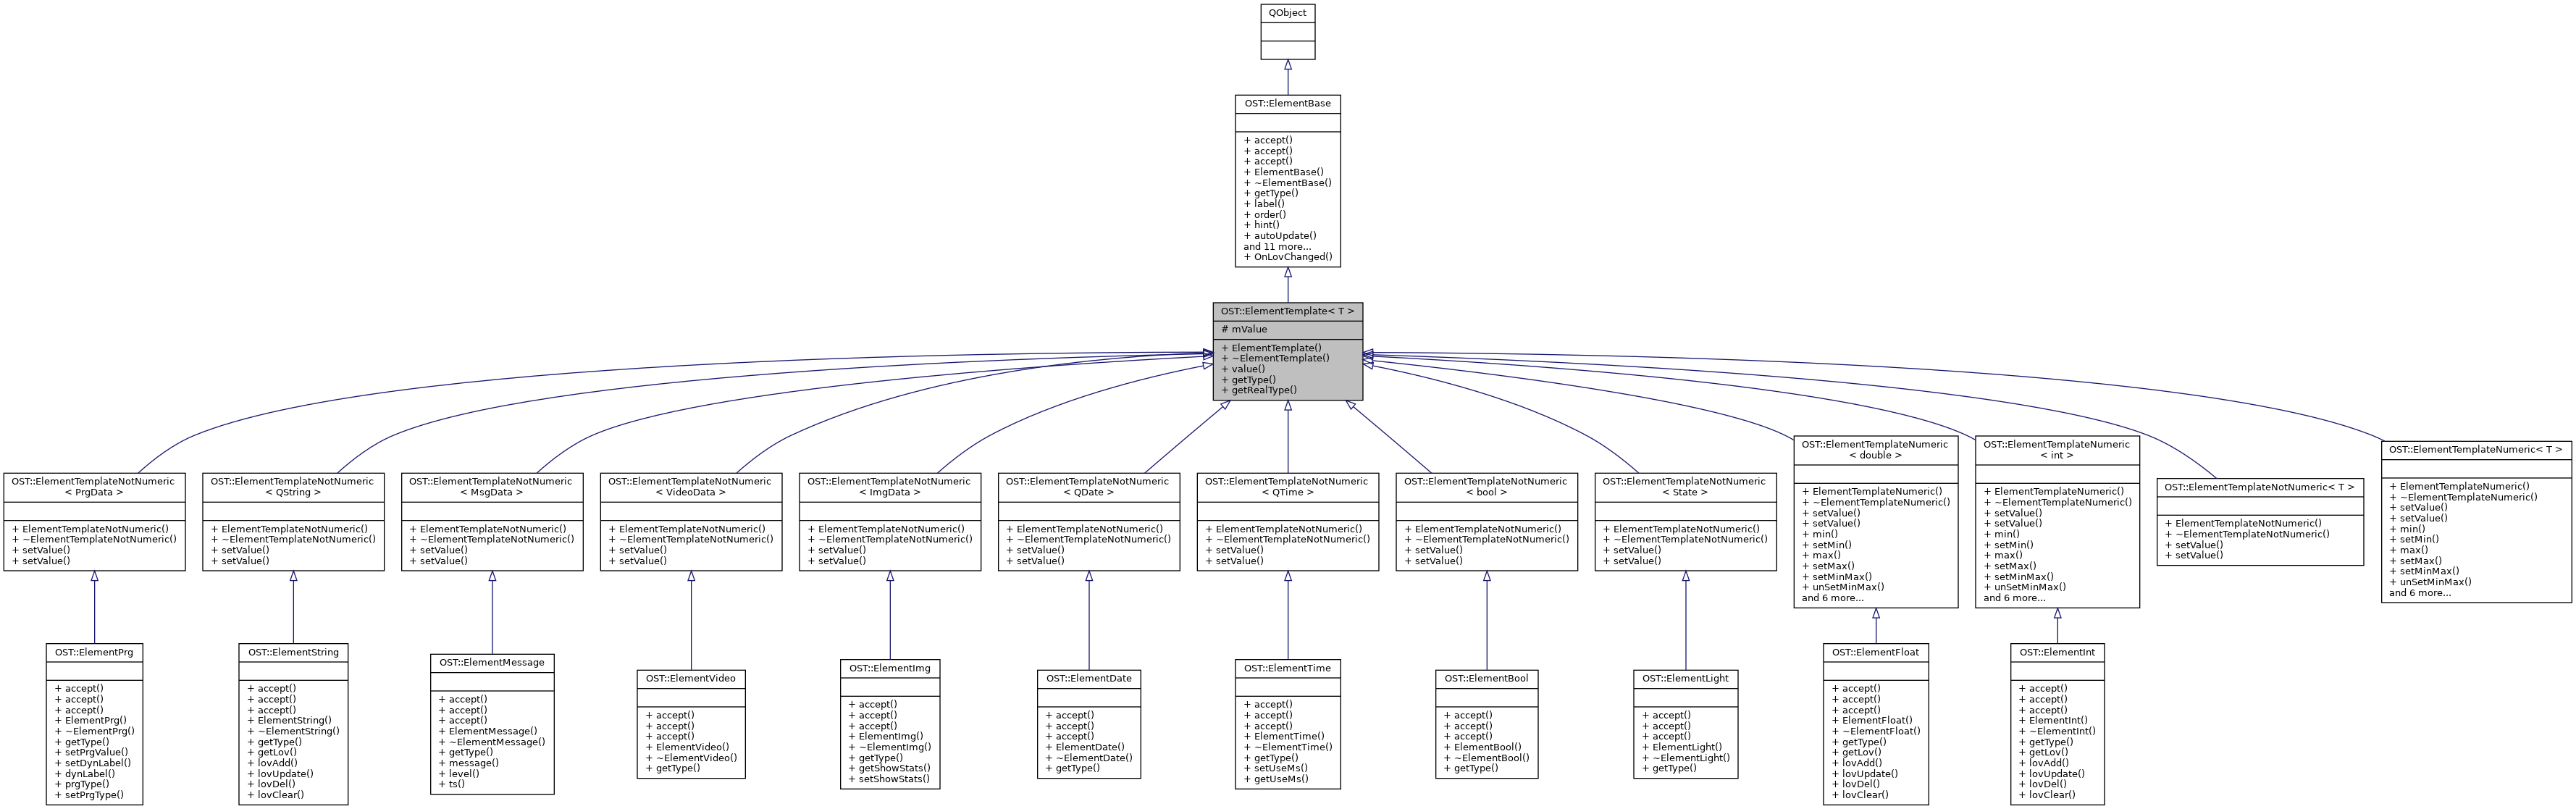 QObject
OST::ElementBase
+ accept()
+ accept()
+ accept()
+ ElementBase()
+ ~ElementBase()
+ getType()
+ label()
+ order()
+ hint()
+ autoUpdate()
and 11 more...
+ OnLovChanged()
OST::ElementTemplate< T >
# mValue
+ ElementTemplate()
+ ~ElementTemplate()
+ value()
+ getType()
+ getRealType()
OST::ElementTemplateNotNumeric
< PrgData >
+ ElementTemplateNotNumeric()
+ ~ElementTemplateNotNumeric()
+ setValue()
+ setValue()
OST::ElementTemplateNotNumeric
< QString >
+ ElementTemplateNotNumeric()
+ ~ElementTemplateNotNumeric()
+ setValue()
+ setValue()
OST::ElementTemplateNotNumeric
< MsgData >
+ ElementTemplateNotNumeric()
+ ~ElementTemplateNotNumeric()
+ setValue()
+ setValue()
OST::ElementTemplateNotNumeric
< VideoData >
+ ElementTemplateNotNumeric()
+ ~ElementTemplateNotNumeric()
+ setValue()
+ setValue()
OST::ElementTemplateNotNumeric
< ImgData >
+ ElementTemplateNotNumeric()
+ ~ElementTemplateNotNumeric()
+ setValue()
+ setValue()
OST::ElementTemplateNotNumeric
< QDate >
+ ElementTemplateNotNumeric()
+ ~ElementTemplateNotNumeric()
+ setValue()
+ setValue()
OST::ElementTemplateNotNumeric
< QTime >
+ ElementTemplateNotNumeric()
+ ~ElementTemplateNotNumeric()
+ setValue()
+ setValue()
OST::ElementTemplateNotNumeric
< bool >
+ ElementTemplateNotNumeric()
+ ~ElementTemplateNotNumeric()
+ setValue()
+ setValue()
OST::ElementTemplateNotNumeric
< State >
+ ElementTemplateNotNumeric()
+ ~ElementTemplateNotNumeric()
+ setValue()
+ setValue()
OST::ElementTemplateNumeric
< double >
+ ElementTemplateNumeric()
+ ~ElementTemplateNumeric()
+ setValue()
+ setValue()
+ min()
+ setMin()
+ max()
+ setMax()
+ setMinMax()
+ unSetMinMax()
and 6 more...
OST::ElementTemplateNumeric
< int >
+ ElementTemplateNumeric()
+ ~ElementTemplateNumeric()
+ setValue()
+ setValue()
+ min()
+ setMin()
+ max()
+ setMax()
+ setMinMax()
+ unSetMinMax()
and 6 more...
OST::ElementTemplateNotNumeric< T >
+ ElementTemplateNotNumeric()
+ ~ElementTemplateNotNumeric()
+ setValue()
+ setValue()
OST::ElementTemplateNumeric< T >
+ ElementTemplateNumeric()
+ ~ElementTemplateNumeric()
+ setValue()
+ setValue()
+ min()
+ setMin()
+ max()
+ setMax()
+ setMinMax()
+ unSetMinMax()
and 6 more...
OST::ElementPrg
+ accept()
+ accept()
+ accept()
+ ElementPrg()
+ ~ElementPrg()
+ getType()
+ setPrgValue()
+ setDynLabel()
+ dynLabel()
+ prgType()
+ setPrgType()
OST::ElementString
+ accept()
+ accept()
+ accept()
+ ElementString()
+ ~ElementString()
+ getType()
+ getLov()
+ lovAdd()
+ lovUpdate()
+ lovDel()
+ lovClear()
OST::ElementMessage
+ accept()
+ accept()
+ accept()
+ ElementMessage()
+ ~ElementMessage()
+ getType()
+ message()
+ level()
+ ts()
OST::ElementVideo
+ accept()
+ accept()
+ accept()
+ ElementVideo()
+ ~ElementVideo()
+ getType()
OST::ElementImg
+ accept()
+ accept()
+ accept()
+ ElementImg()
+ ~ElementImg()
+ getType()
+ getShowStats()
+ setShowStats()
OST::ElementDate
+ accept()
+ accept()
+ accept()
+ ElementDate()
+ ~ElementDate()
+ getType()
OST::ElementTime
+ accept()
+ accept()
+ accept()
+ ElementTime()
+ ~ElementTime()
+ getType()
+ setUseMs()
+ getUseMs()
OST::ElementBool
+ accept()
+ accept()
+ accept()
+ ElementBool()
+ ~ElementBool()
+ getType()
OST::ElementLight
+ accept()
+ accept()
+ accept()
+ ElementLight()
+ ~ElementLight()
+ getType()
OST::ElementFloat
+ accept()
+ accept()
+ accept()
+ ElementFloat()
+ ~ElementFloat()
+ getType()
+ getLov()
+ lovAdd()
+ lovUpdate()
+ lovDel()
+ lovClear()
OST::ElementInt
+ accept()
+ accept()
+ accept()
+ ElementInt()
+ ~ElementInt()
+ getType()
+ getLov()
+ lovAdd()
+ lovUpdate()
+ lovDel()
+ lovClear()